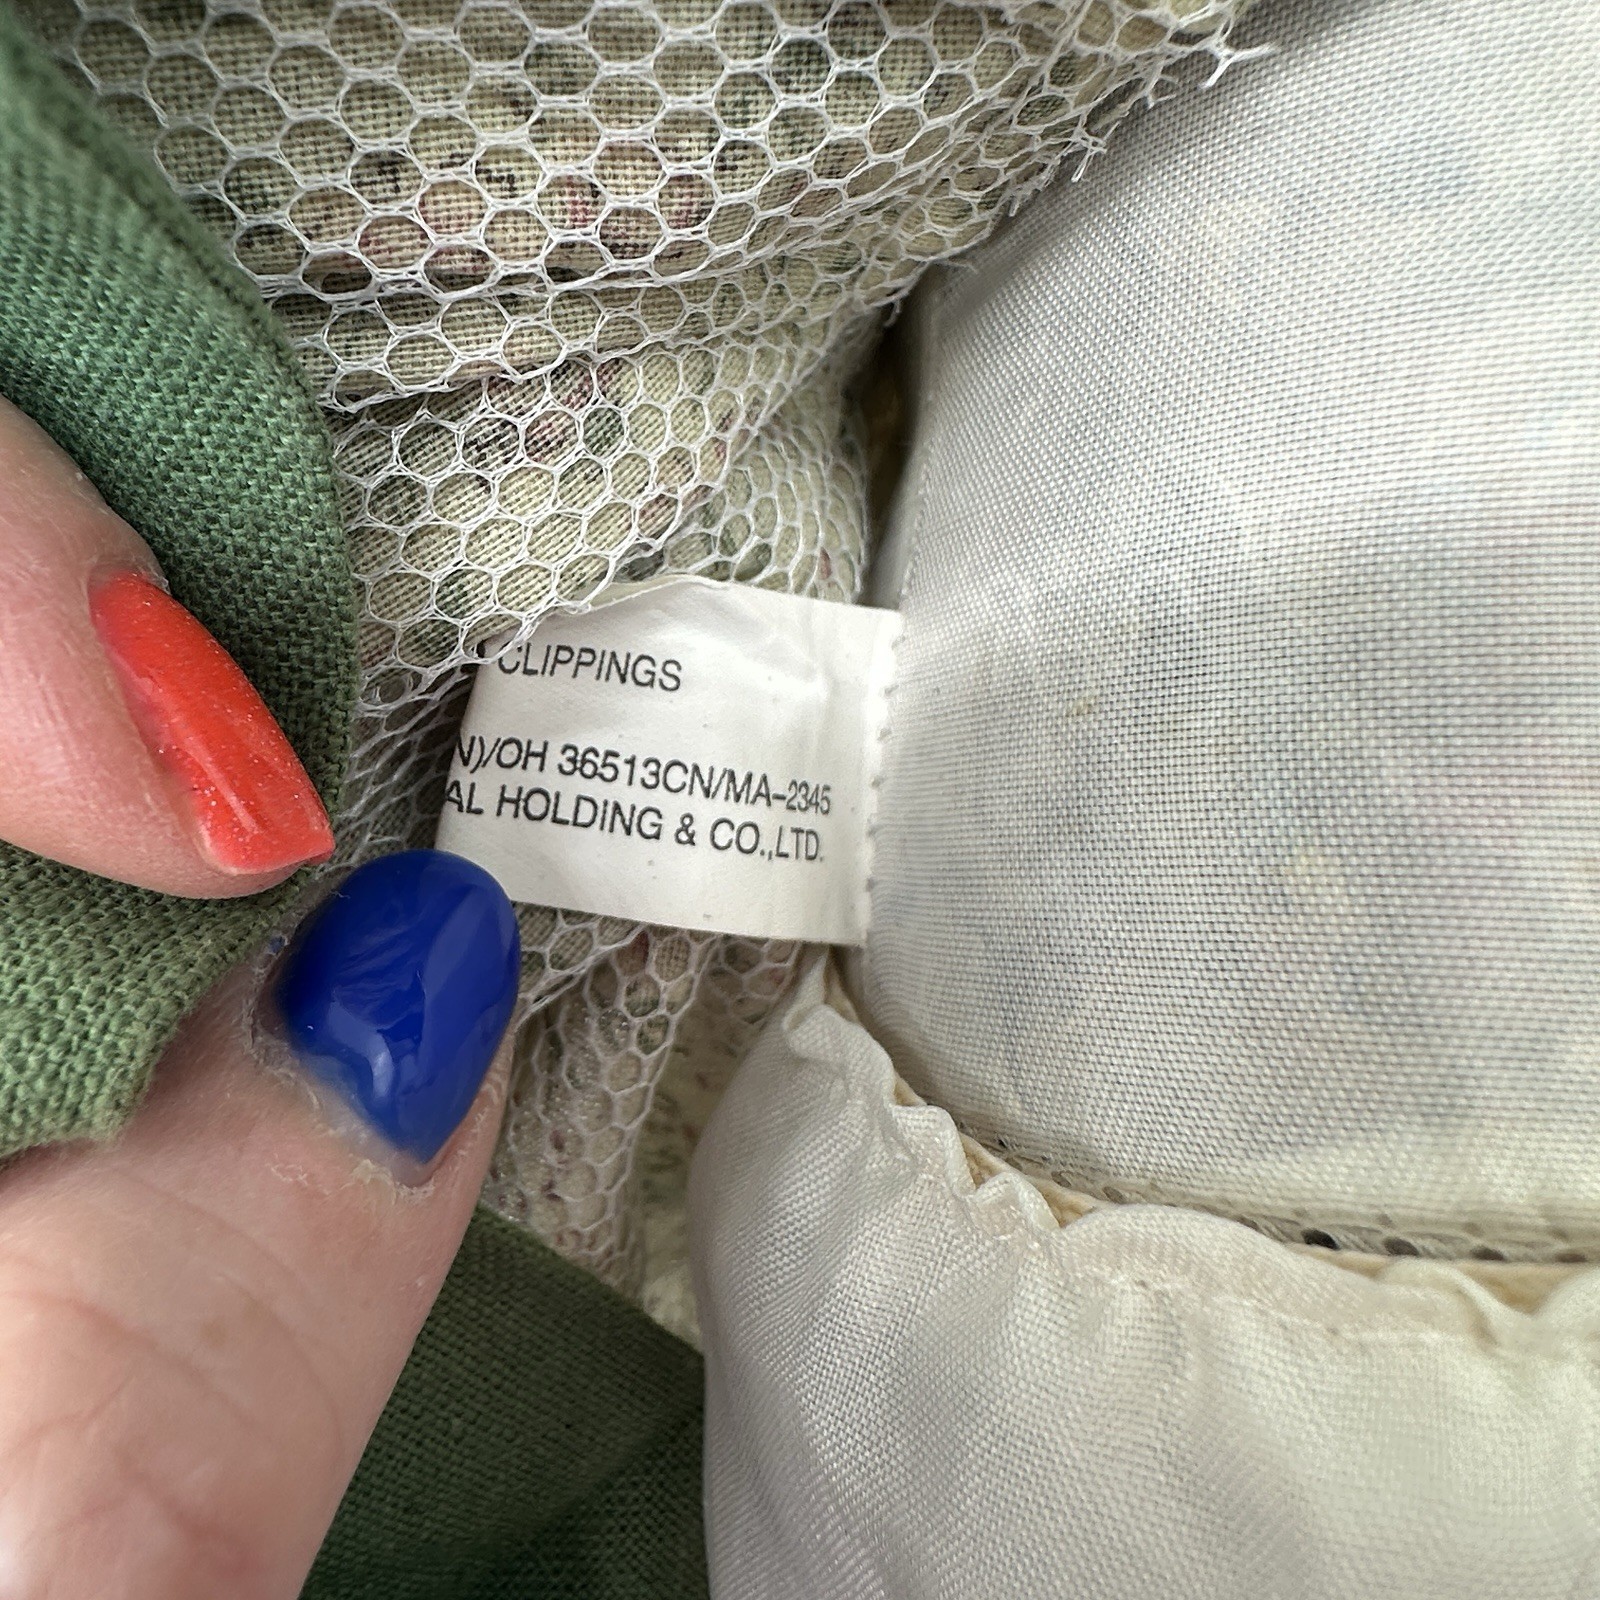 CLIPPINGS
N)/OH 36513CN/MA-2345
AL HOLDING & CO.,LTD.